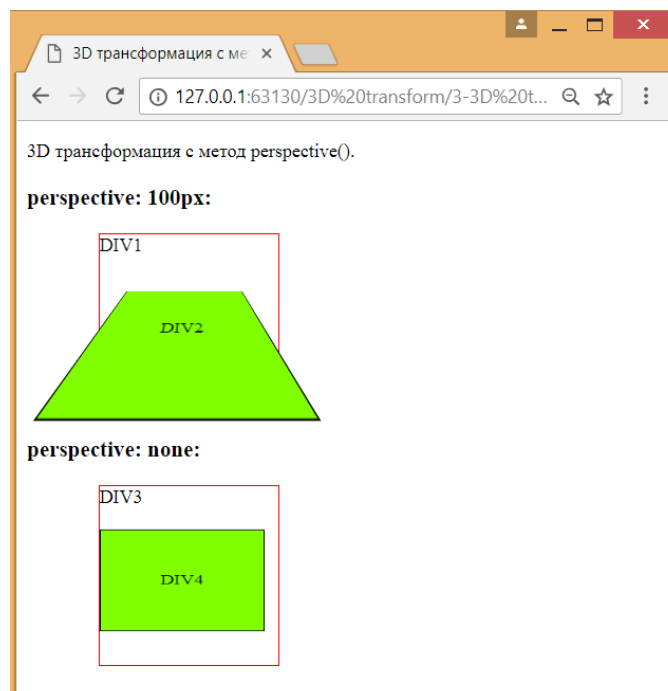 3D трансформация с ме
127.0.0.1:63130/3D%20transform/3-3D%20t...
3D трансформация с метод perspective().
perspective: 100px:
DIV1
DIV2
perspective: none:
DIV3
DIV4